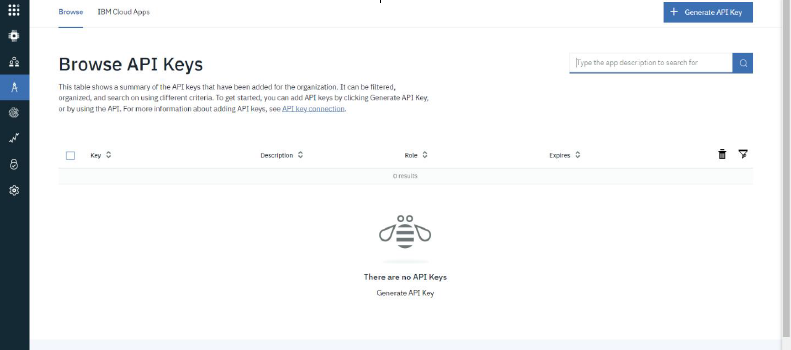 Browse
IBM Cloud Apps
Generate API Key
Browse API Keys
Type the app description to search for
This table shows a summary of the API keys that have been added for the organization. It can be filtered,
organized, and search on using different criteria. To get started, you can add API keys by clicking Generate API Key,
or by using the API. For more information about adding API keys, see API key connection.
Key
Description
Role
Expires
0 results
There are no API Keys
Generate API Key